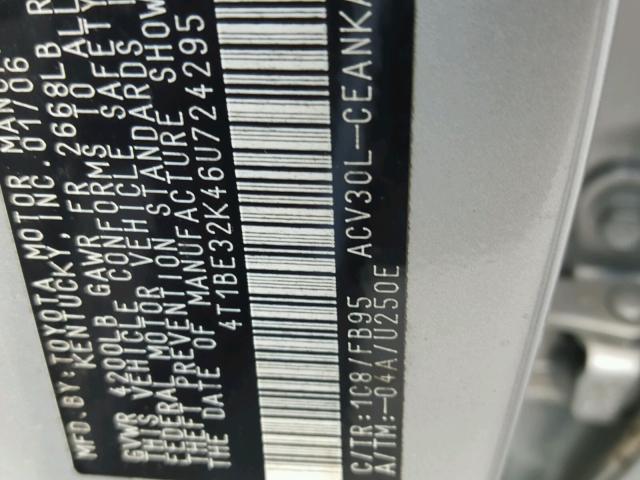 MFD. BY: TOYOTA MOTOR MANU
KENTUCKY, INC. 01/06
GVWR 4200LB GAWR FR 2668LB R
THIS VEHICLE CONFORMS TO ALL
FEDERAL MOTOR VEHICLE SAFETY
THEFT PREVENTION STANDARDS I
THE DATE OF MANUFACTURE SHOW
4T1BE32K46U724295
C/TR:1C8/FB95 ACV30L-CEANKA
A/TM:-04A/U250E